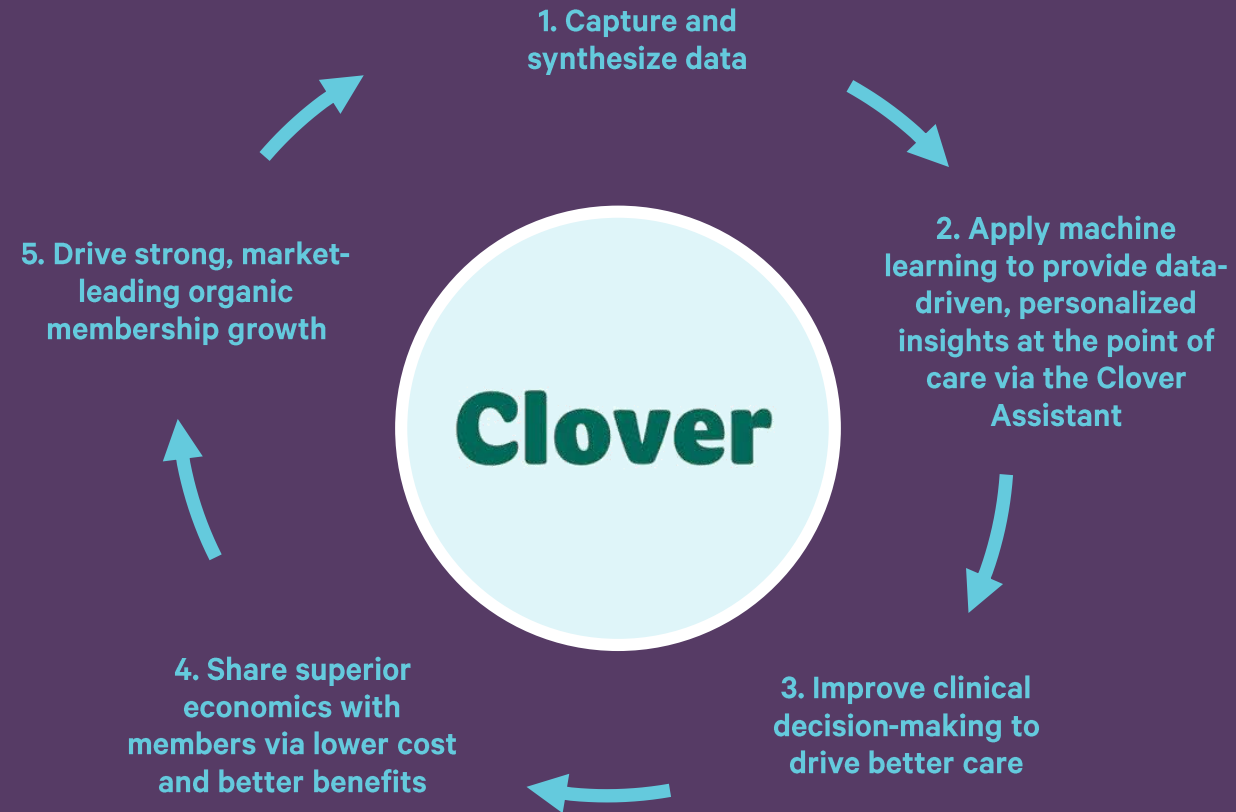 1. Capture and
synthesize data
2. Apply machine
learning to provide data-
driven, personalized
insights at the point of
care via the Clover
Assistant
3. Improve clinical
decision-making to
drive better care
4. Share superior
economics with
members via lower cost
and better benefits
5. Drive strong, market-
leading organic
membership growth
Clover